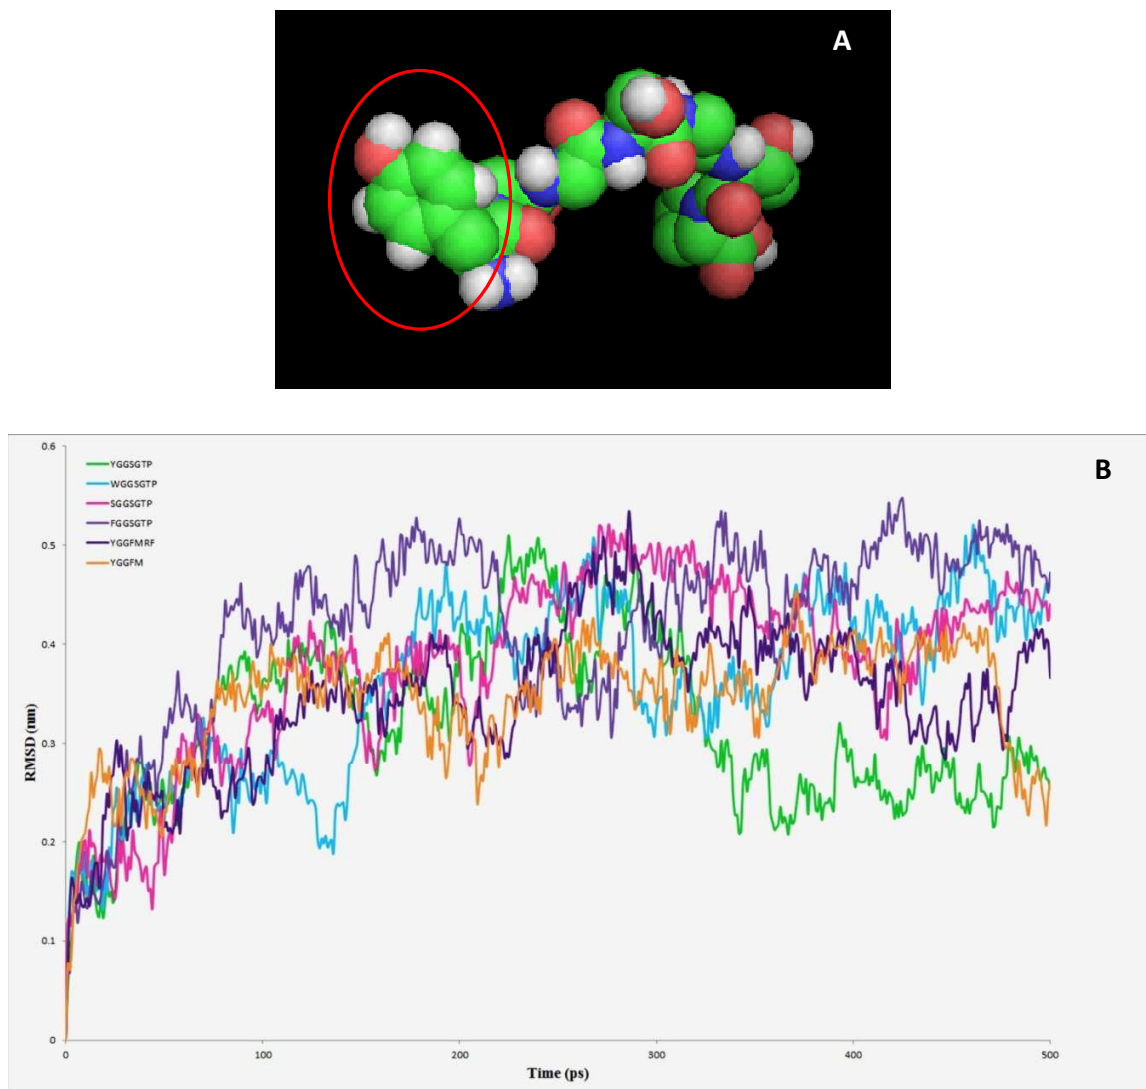 A
B
0.6
0.5
0.4
0.3
0.2
0.1
0
RMSD (nm)
YGGSGTP
WGGSGTP
SGGSGTP
FGGSGTP
YGGFMRF
YGGFM
0 100 200 300 400 500
Time (ps)